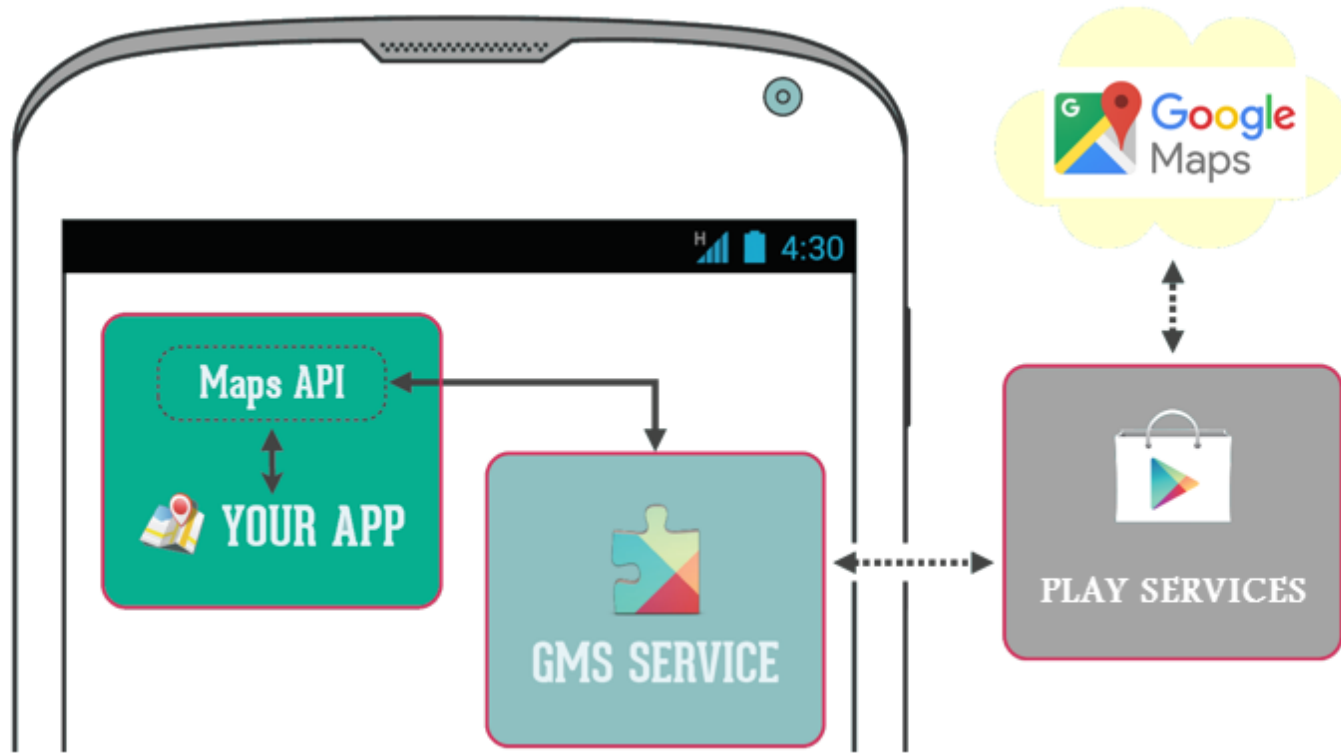 G
Google
Maps
H
4:30
Maps API
YOUR APP
GMS SERVICE
PLAY SERVICES